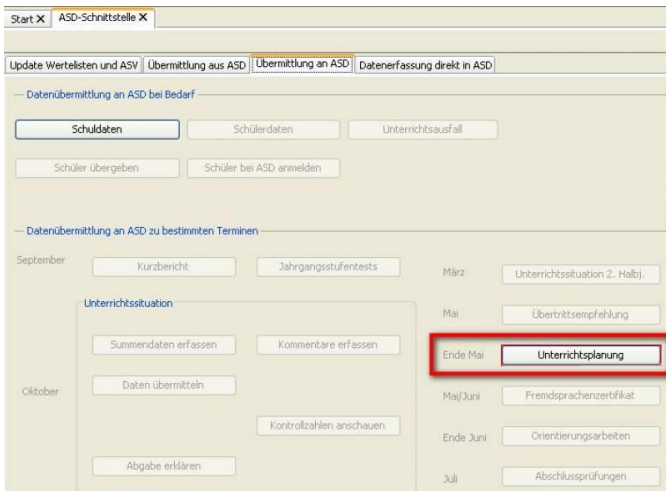 Start X ASD-Schnittstelle X
Update Wertelisten und ASV Übermittlung aus ASD Übermittlung an ASD Datenerfassung direkt in ASD
Datenübermittlung an ASD bei Bedarf
Schuldaten Schülerdaten Unterrichtsausfall
Schüler übergeben Schüler bei ASD anmelden
Datenübermittlung an ASD zu bestimmten Terminen
September Kurzbericht Jahrgangsstufentests
März Unterrichtssituation 2. Halbj.
Unterrichtssituation
Mai Übertrittsempfehlung
Summendaten erfassen Kommentare erfassen
Ende Mai Unterrichtsplanung
Oktober Daten übermitteln
Mai/Juni Fremdsprachenzertifikat
Kontrollzahlen anschauen
Ende Juni Orientierungsarbeiten
Abgabe erklären
Juli Abschlussprüfungen